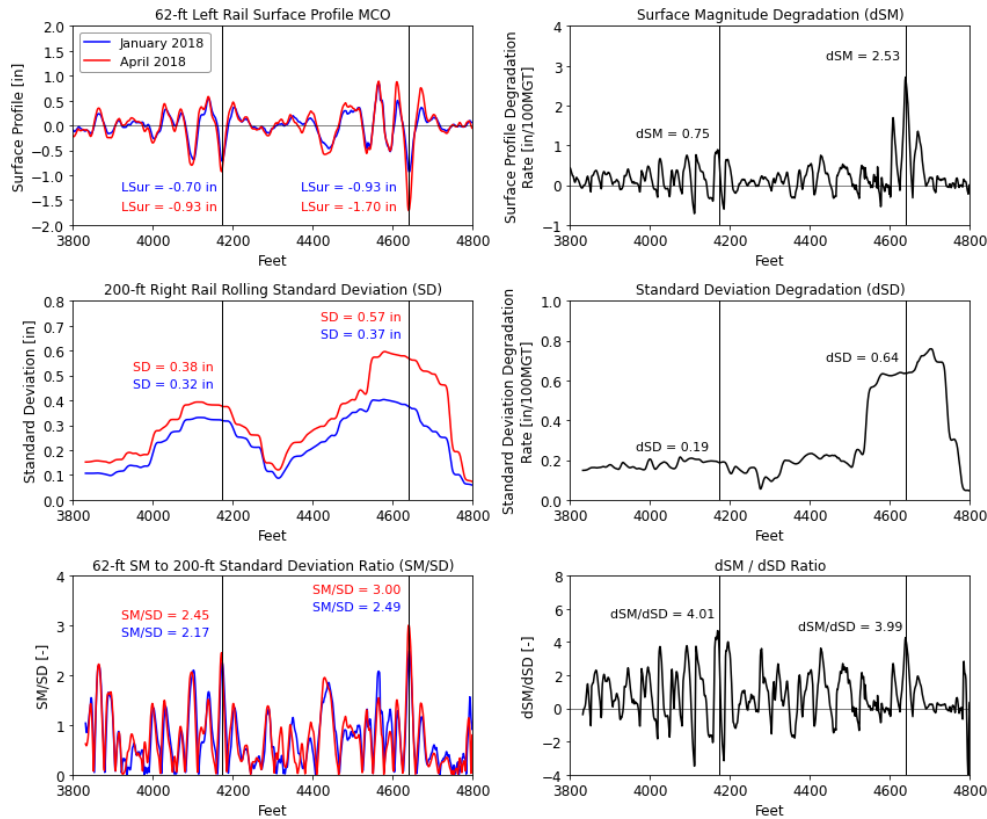 62-ft Left Rail Surface Profile MCO
2.0
1.5
1.0
0.5
0.0
−0.5
−1.0
−1.5
−2.0
Surface Profile [in]
January 2018
April 2018
LSur = -0.70 in
LSur = -0.93 in
LSur = -0.93 in
LSur = -1.70 in
3800 4000 4200 4400 4600 4800
Feet
Surface Magnitude Degradation (dSM)
4
3
2
1
0
−1
Surface Profile Degradation
Rate [in/100MGT]
dSM = 0.75
dSM = 2.53
3800 4000 4200 4400 4600 4800
Feet
200-ft Right Rail Rolling Standard Deviation (SD)
0.8
0.7
0.6
0.5
0.4
0.3
0.2
0.1
0.0
Standard Deviation [in]
SD = 0.38 in
SD = 0.32 in
SD = 0.57 in
SD = 0.37 in
3800 4000 4200 4400 4600 4800
Feet
Standard Deviation Degradation (dSD)
1.0
0.8
0.6
0.4
0.2
0.0
Standard Deviation Degradation
Rate [in/100MGT]
dSD = 0.19
dSD = 0.64
3800 4000 4200 4400 4600 4800
Feet
62-ft SM to 200-ft Standard Deviation Ratio (SM/SD)
4
3
2
1
0
SM/SD [-]
SM/SD = 2.45
SM/SD = 2.17
SM/SD = 3.00
SM/SD = 2.49
3800 4000 4200 4400 4600 4800
Feet
dSM / dSD Ratio
8
6
4
2
0
−2
−4
dSM/dSD [-]
dSM/dSD = 4.01
dSM/dSD = 3.99
3800 4000 4200 4400 4600 4800
Feet